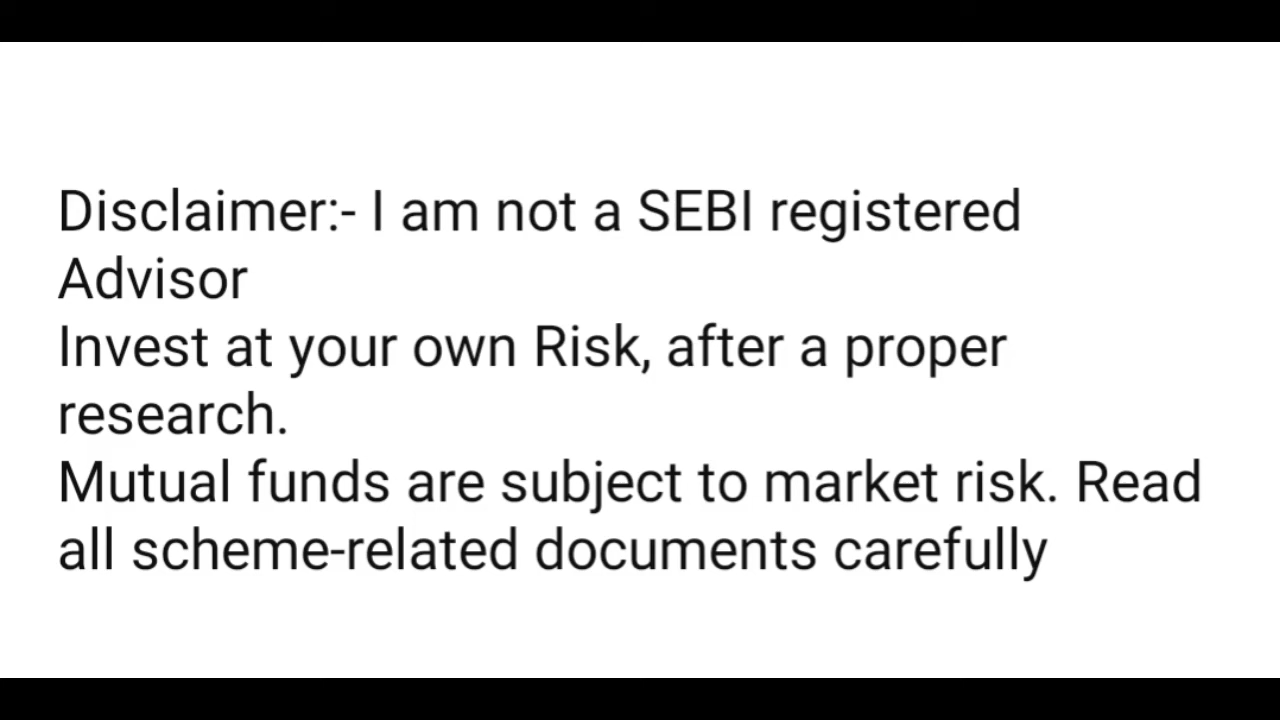 Disclaimer:- I am not a SEBI registered
Advisor
Invest at your own Risk, after a proper
research.
Mutual funds are subject to market risk. Read
all scheme-related documents carefully